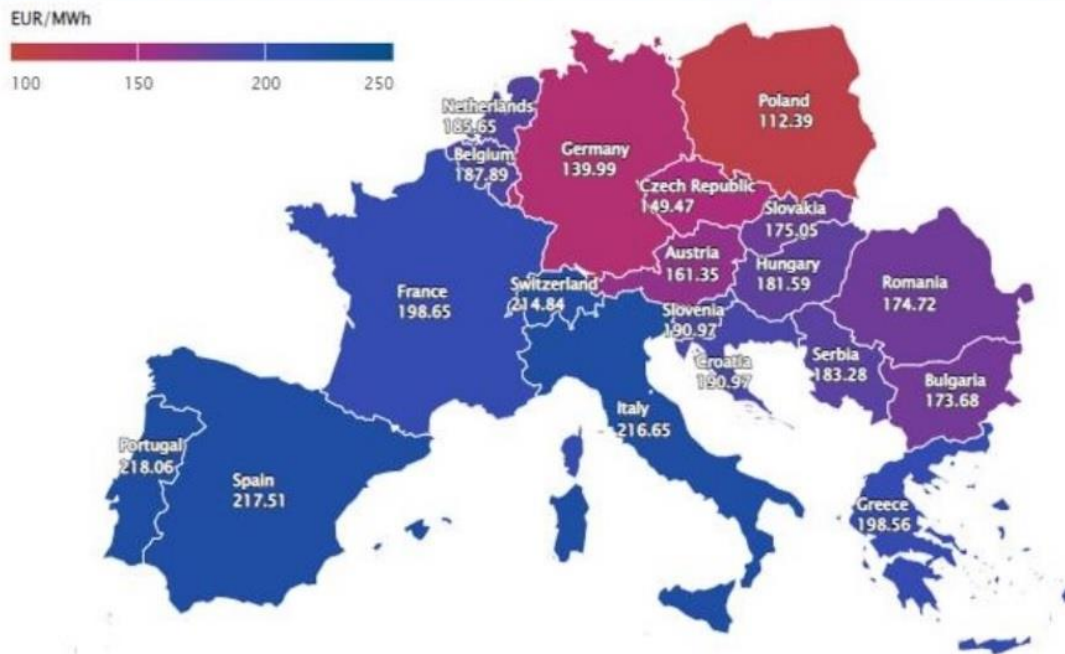 EUR/MWh
100 150 200 250
Poland
112.39
Netherlands
185.65
Germany
139.99
Belgium
187.89
Czech Republic
149.47
Slovakia
175.05
Austria
161.35
Hungary
181.59
Romania
174.72
France
198.65
Switzerland
214.84
Slovenia
190.97
Croatia
190.97
Serbia
183.28
Bulgaria
173.68
Italy
216.65
Portugal
218.06
Spain
217.51
Greece
198.56